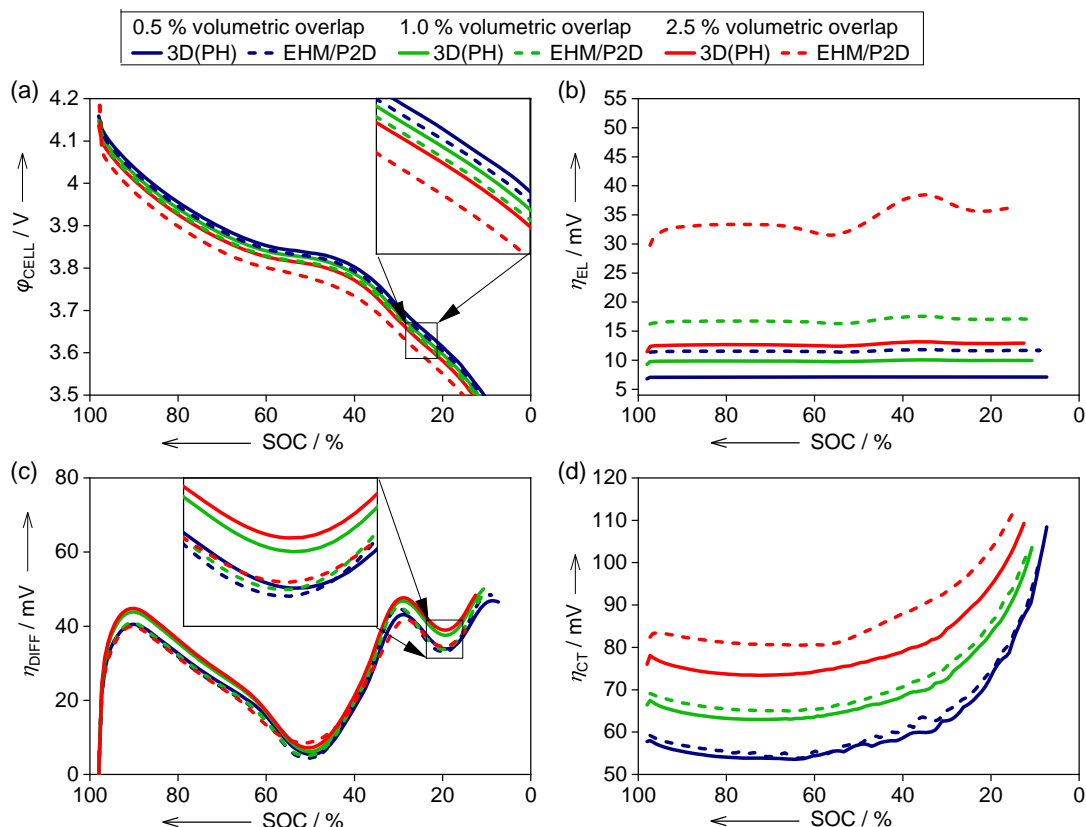 0.5 % volumetric overlap 1.0 % volumetric overlap 2.5 % volumetric overlap
3D(PH) EHM/P2D 3D(PH) EHM/P2D 3D(PH) EHM/P2D
(a)
φCELL / V
4.2
4.1
4
3.9
3.8
3.7
3.6
3.5
100 80 60 40 20 0
SOC / %
(b)
ηEL / mV
55
50
45
40
35
30
25
20
15
10
5
100 80 60 40 20 0
SOC / %
(c)
ηDIFF / mV
80
60
40
20
0
100 80 60 40 20 0
SOC / %
(d)
ηCT / mV
120
110
100
90
80
70
60
50
100 80 60 40 20 0
SOC / %